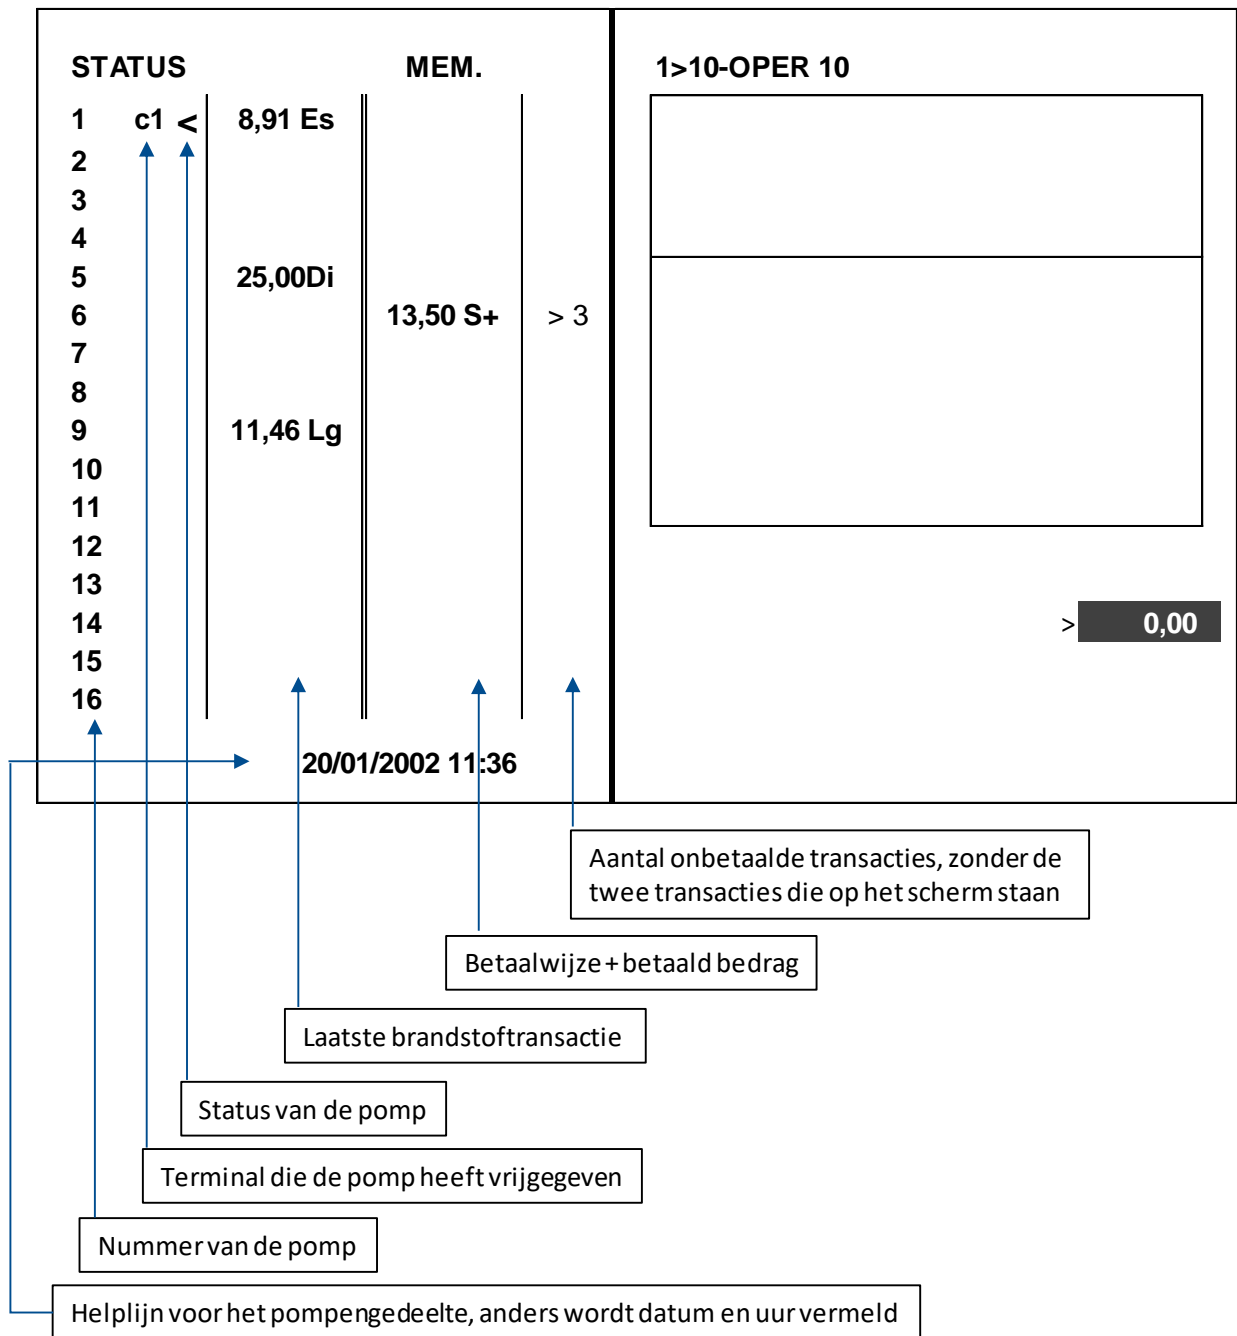 STATUS MEM. 1>10-OPER 10
1 c1 < 8,91 Es
2
3
4
5 25,00Di
6 13,50 S+ > 3
7
8
9 11,46 Lg
10
11
12
13
14 > 0,00
15
16
20/01/2002 11:36
Aantal onbetaalde transacties, zonder de
twee transacties die op het scherm staan
Betaalwijze + betaald bedrag
Laatste brandstoftransactie
Status van de pomp
Terminal die de pomp heeft vrijgegeven
Nummer van de pomp
Helplijn voor het pompengedeelte, anders wordt datum en uur vermeld